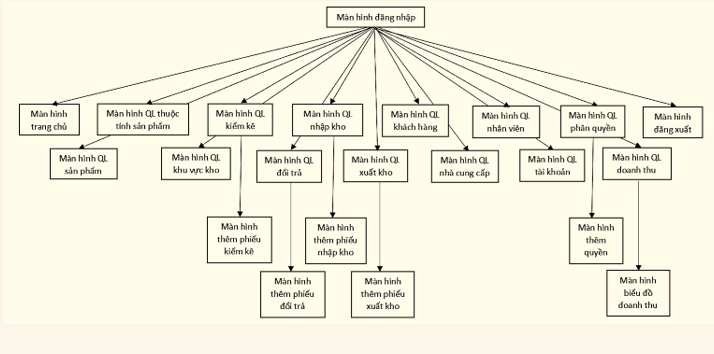 Màn hình đăng nhập
Màn hình
trang chủ
Màn hình QL thuộc
tính sản phẩm
Màn hình QL
kiểm kê
Màn hình QL
nhập kho
Màn hình QL
khách hàng
Màn hình QL
nhân viên
Màn hình QL
phân quyền
Màn hình
đăng xuất
Màn hình QL
sản phẩm
Màn hình QL
khu vực kho
Màn hình QL
đổi trả
Màn hình QL
xuất kho
Màn hình QL
nhà cung cấp
Màn hình QL
tài khoản
Màn hình QL
doanh thu
Màn hình
thêm phiếu
kiểm kê
Màn hình
thêm phiếu
nhập kho
Màn hình
thêm
quyền
Màn hình
thêm phiếu
đổi trả
Màn hình
thêm phiếu
xuất kho
Màn hình
biểu đồ
doanh thu